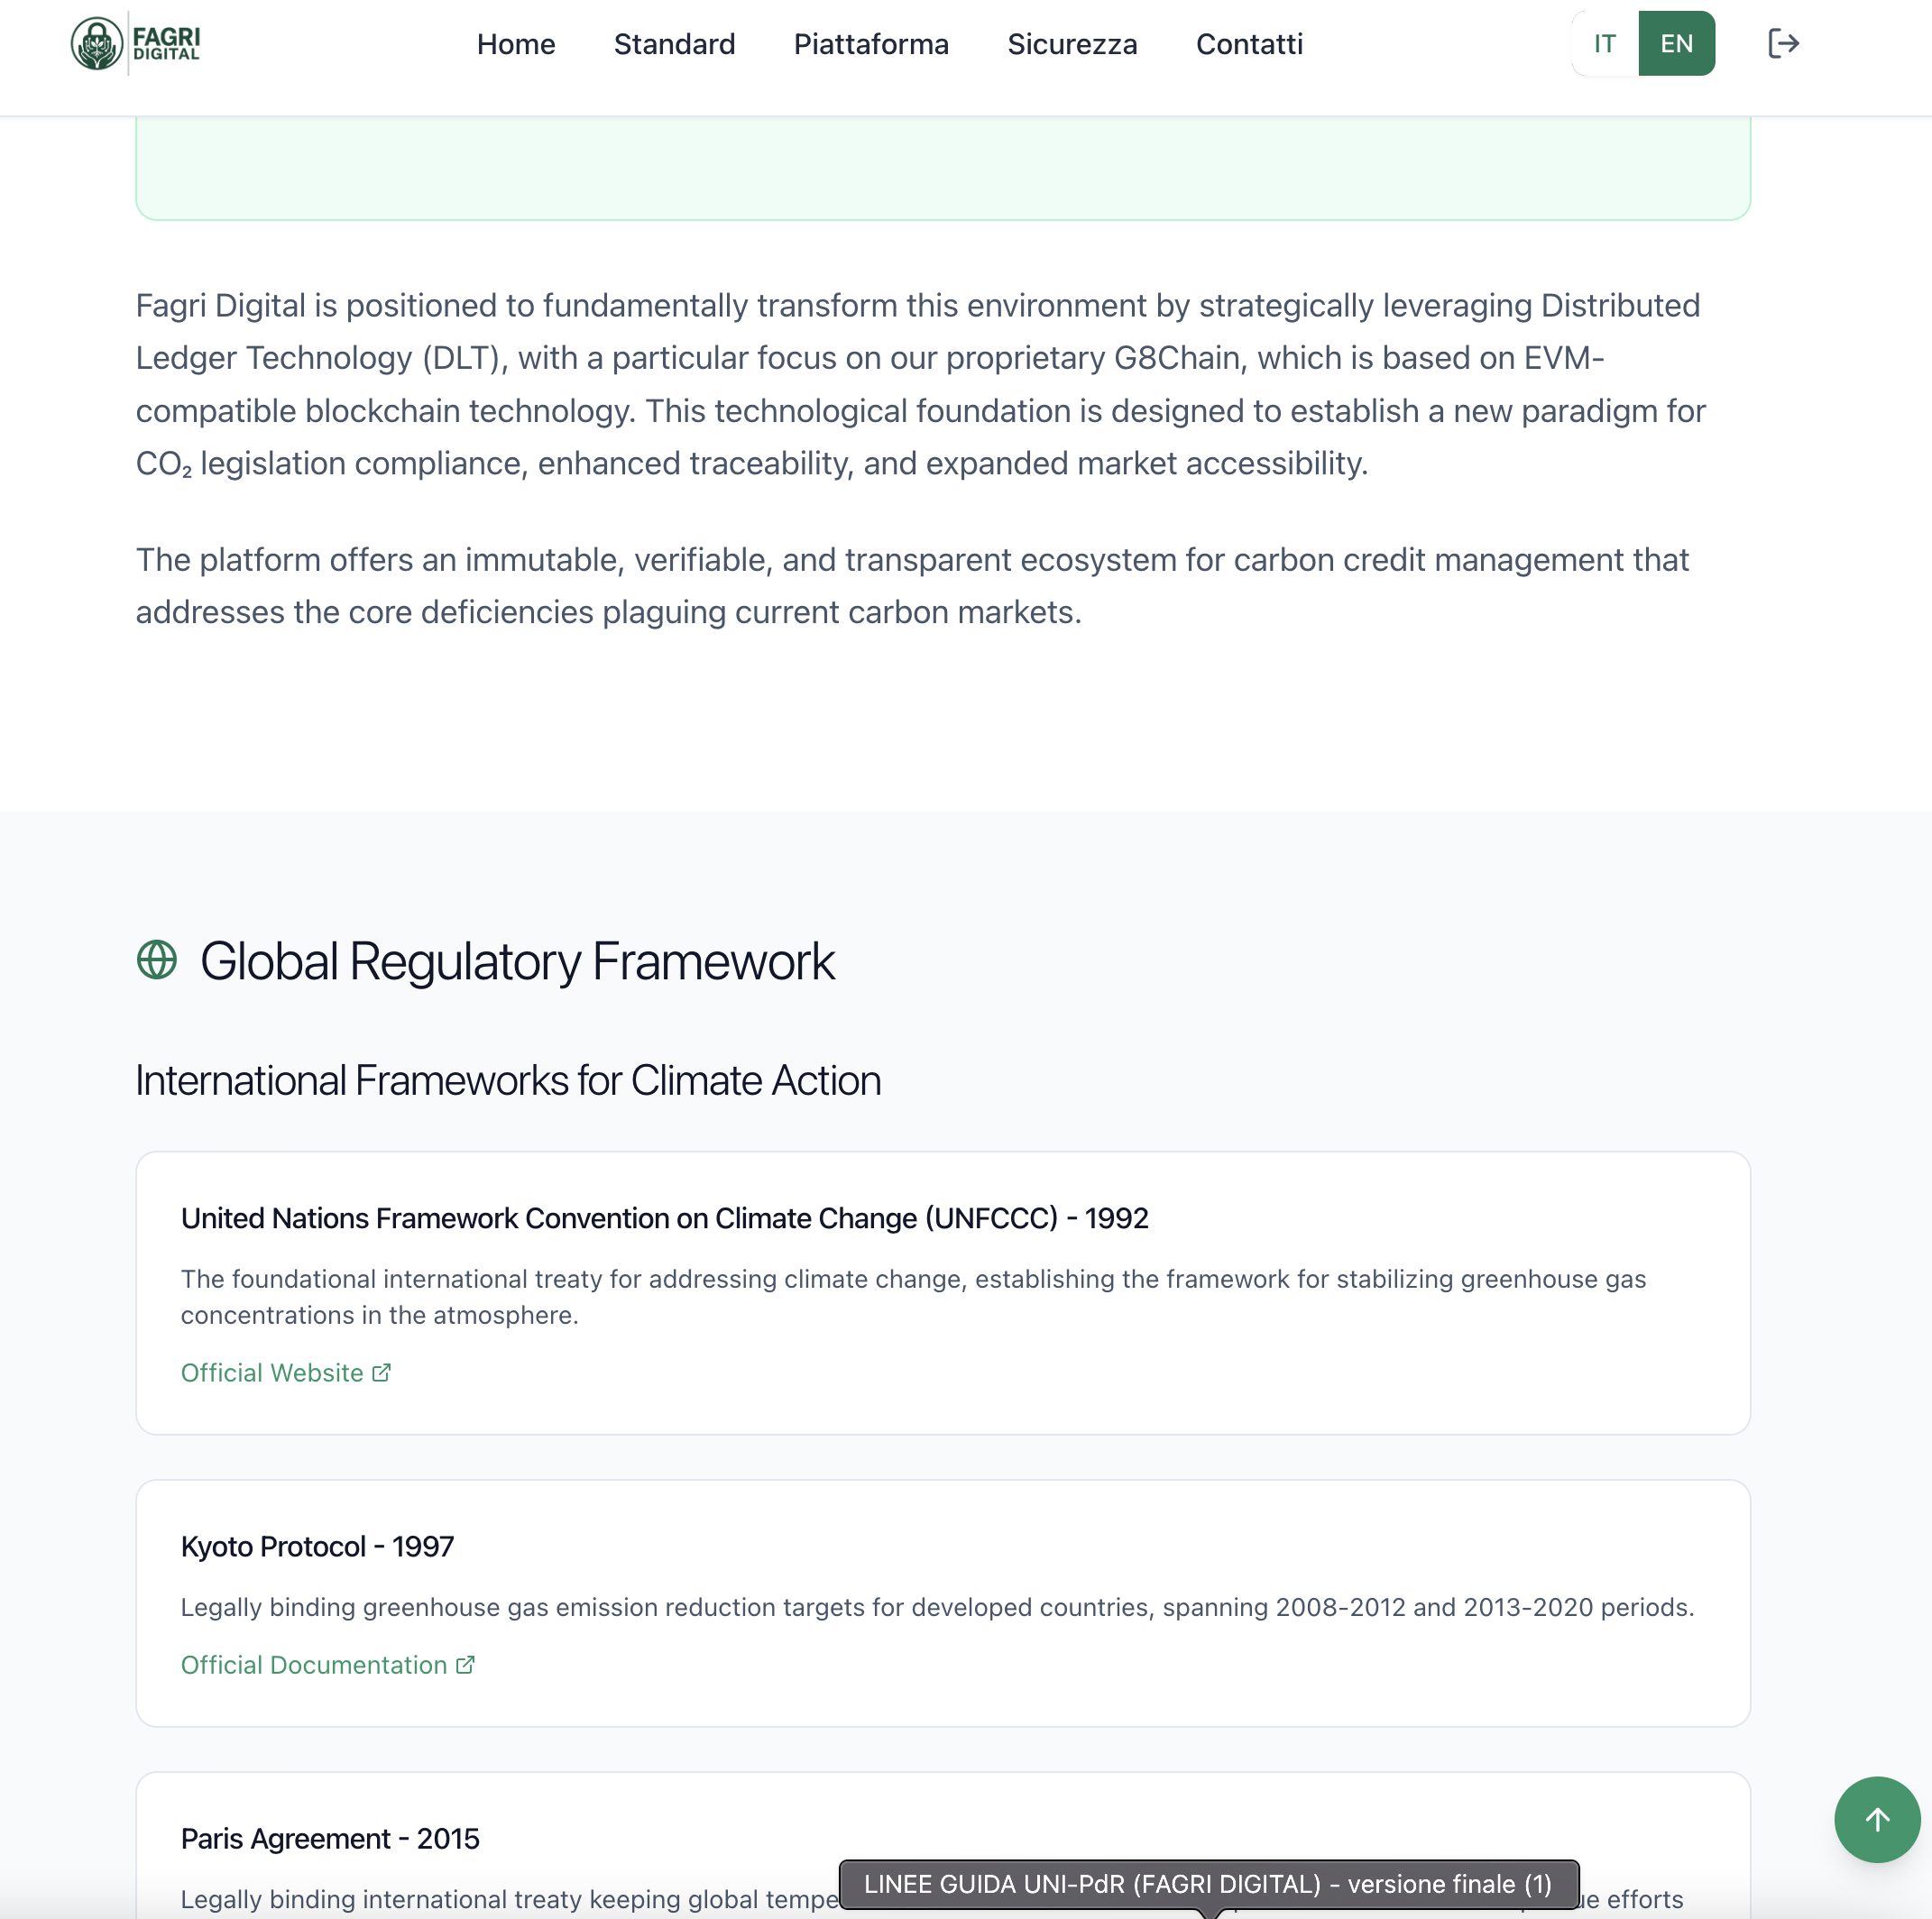 FAGRI
DIGITAL
Home Standard Piattaforma Sicurezza Contatti
IT EN
Fagri Digital is positioned to fundamentally transform this environment by strategically leveraging Distributed
Ledger Technology (DLT), with a particular focus on our proprietary G8Chain, which is based on EVM-
compatible blockchain technology. This technological foundation is designed to establish a new paradigm for
CO₂ legislation compliance, enhanced traceability, and expanded market accessibility.
The platform offers an immutable, verifiable, and transparent ecosystem for carbon credit management that
addresses the core deficiencies plaguing current carbon markets.
Global Regulatory Framework
International Frameworks for Climate Action
United Nations Framework Convention on Climate Change (UNFCCC) - 1992
The foundational international treaty for addressing climate change, establishing the framework for stabilizing greenhouse gas
concentrations in the atmosphere.
Official Website
Kyoto Protocol - 1997
Legally binding greenhouse gas emission reduction targets for developed countries, spanning 2008-2012 and 2013-2020 periods.
Official Documentation
Paris Agreement - 2015
Legally binding international treaty keeping global efforts
LINEE GUIDA UNI-PdR (FAGRI DIGITAL) - versione finale (1)